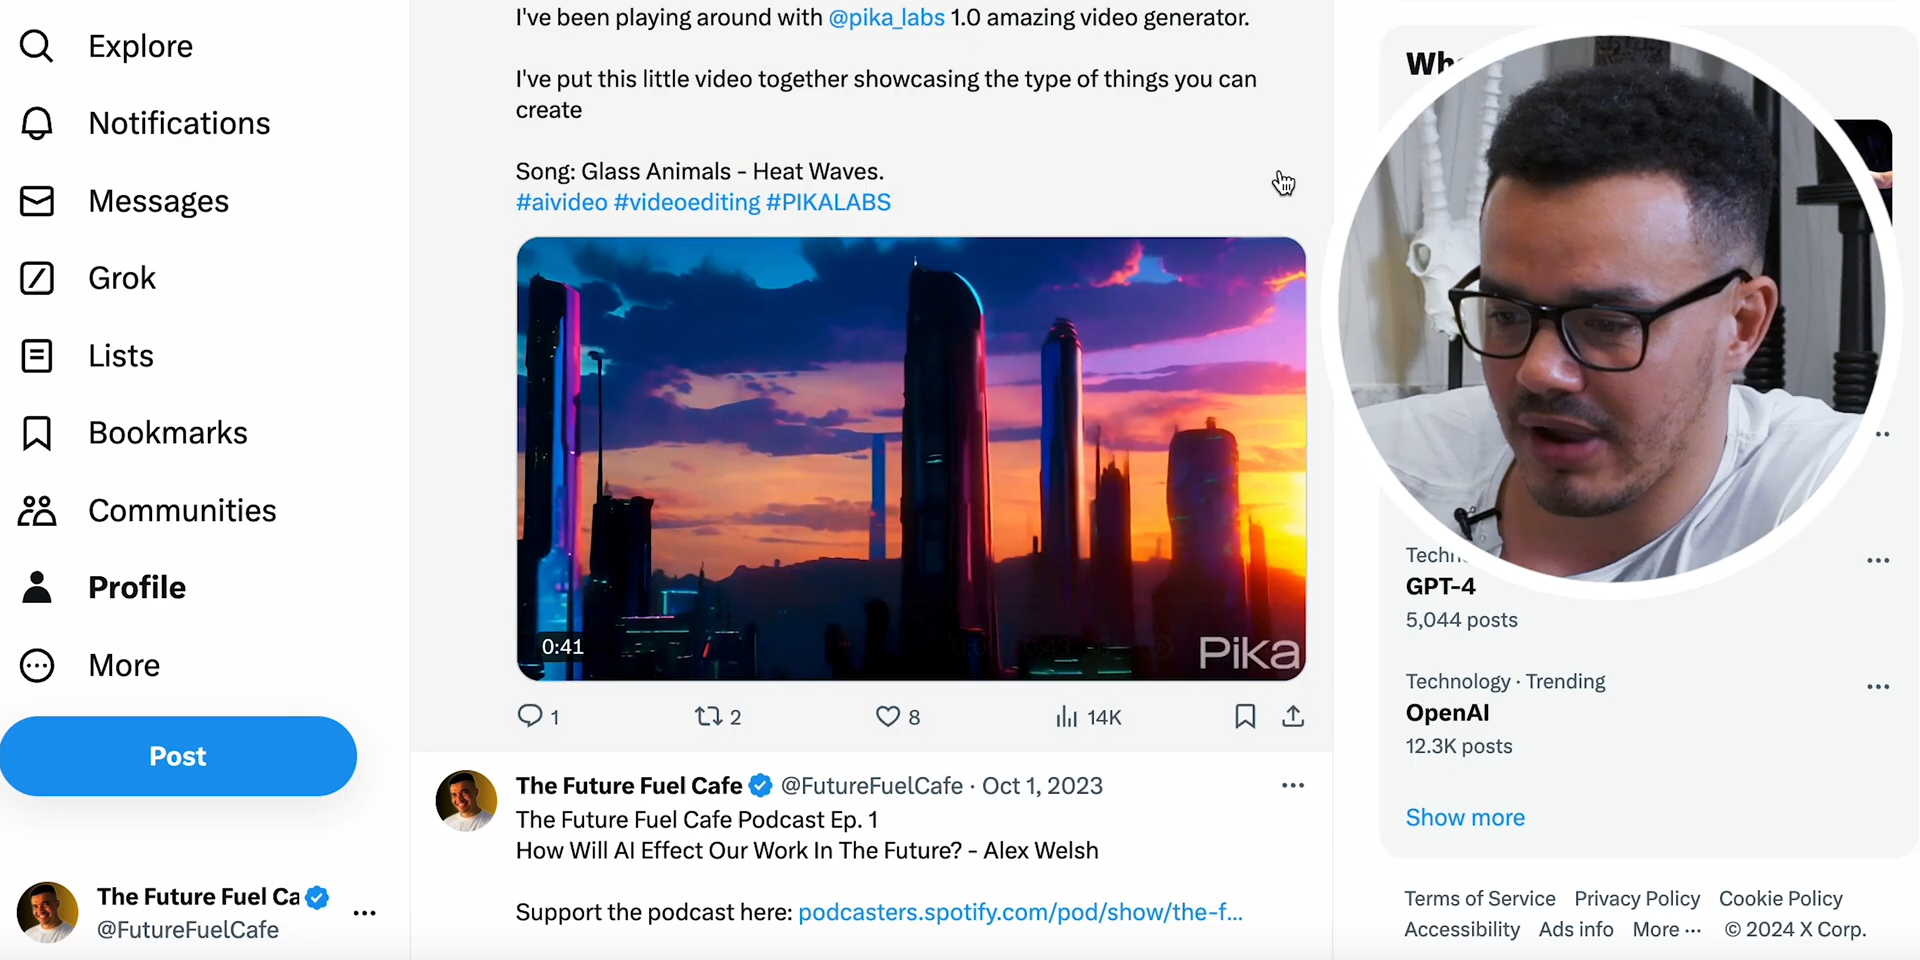 Explore
Notifications
Messages
Grok
Lists
Bookmarks
Communities
Profile
More
Post
The Future Fuel Ca
@FutureFuelCafe
I've been playing around with @pika_labs 1.0 amazing video generator.
I've put this little video together showcasing the type of things you can
create
Song: Glass Animals - Heat Waves.
#aivideo #videoediting #PIKALABS
0:41
Pika
1
2
8
14K
The Future Fuel Cafe @FutureFuelCafe · Oct 1, 2023
The Future Fuel Cafe Podcast Ep. 1
How Will AI Effect Our Work In The Future? - Alex Welsh
Support the podcast here: podcasters.spotify.com/pod/show/the-f...
GPT-4
5,044 posts
Technology · Trending
OpenAI
12.3K posts
Show more
Terms of Service Privacy Policy Cookie Policy
Accessibility Ads info More ··· © 2024 X Corp.